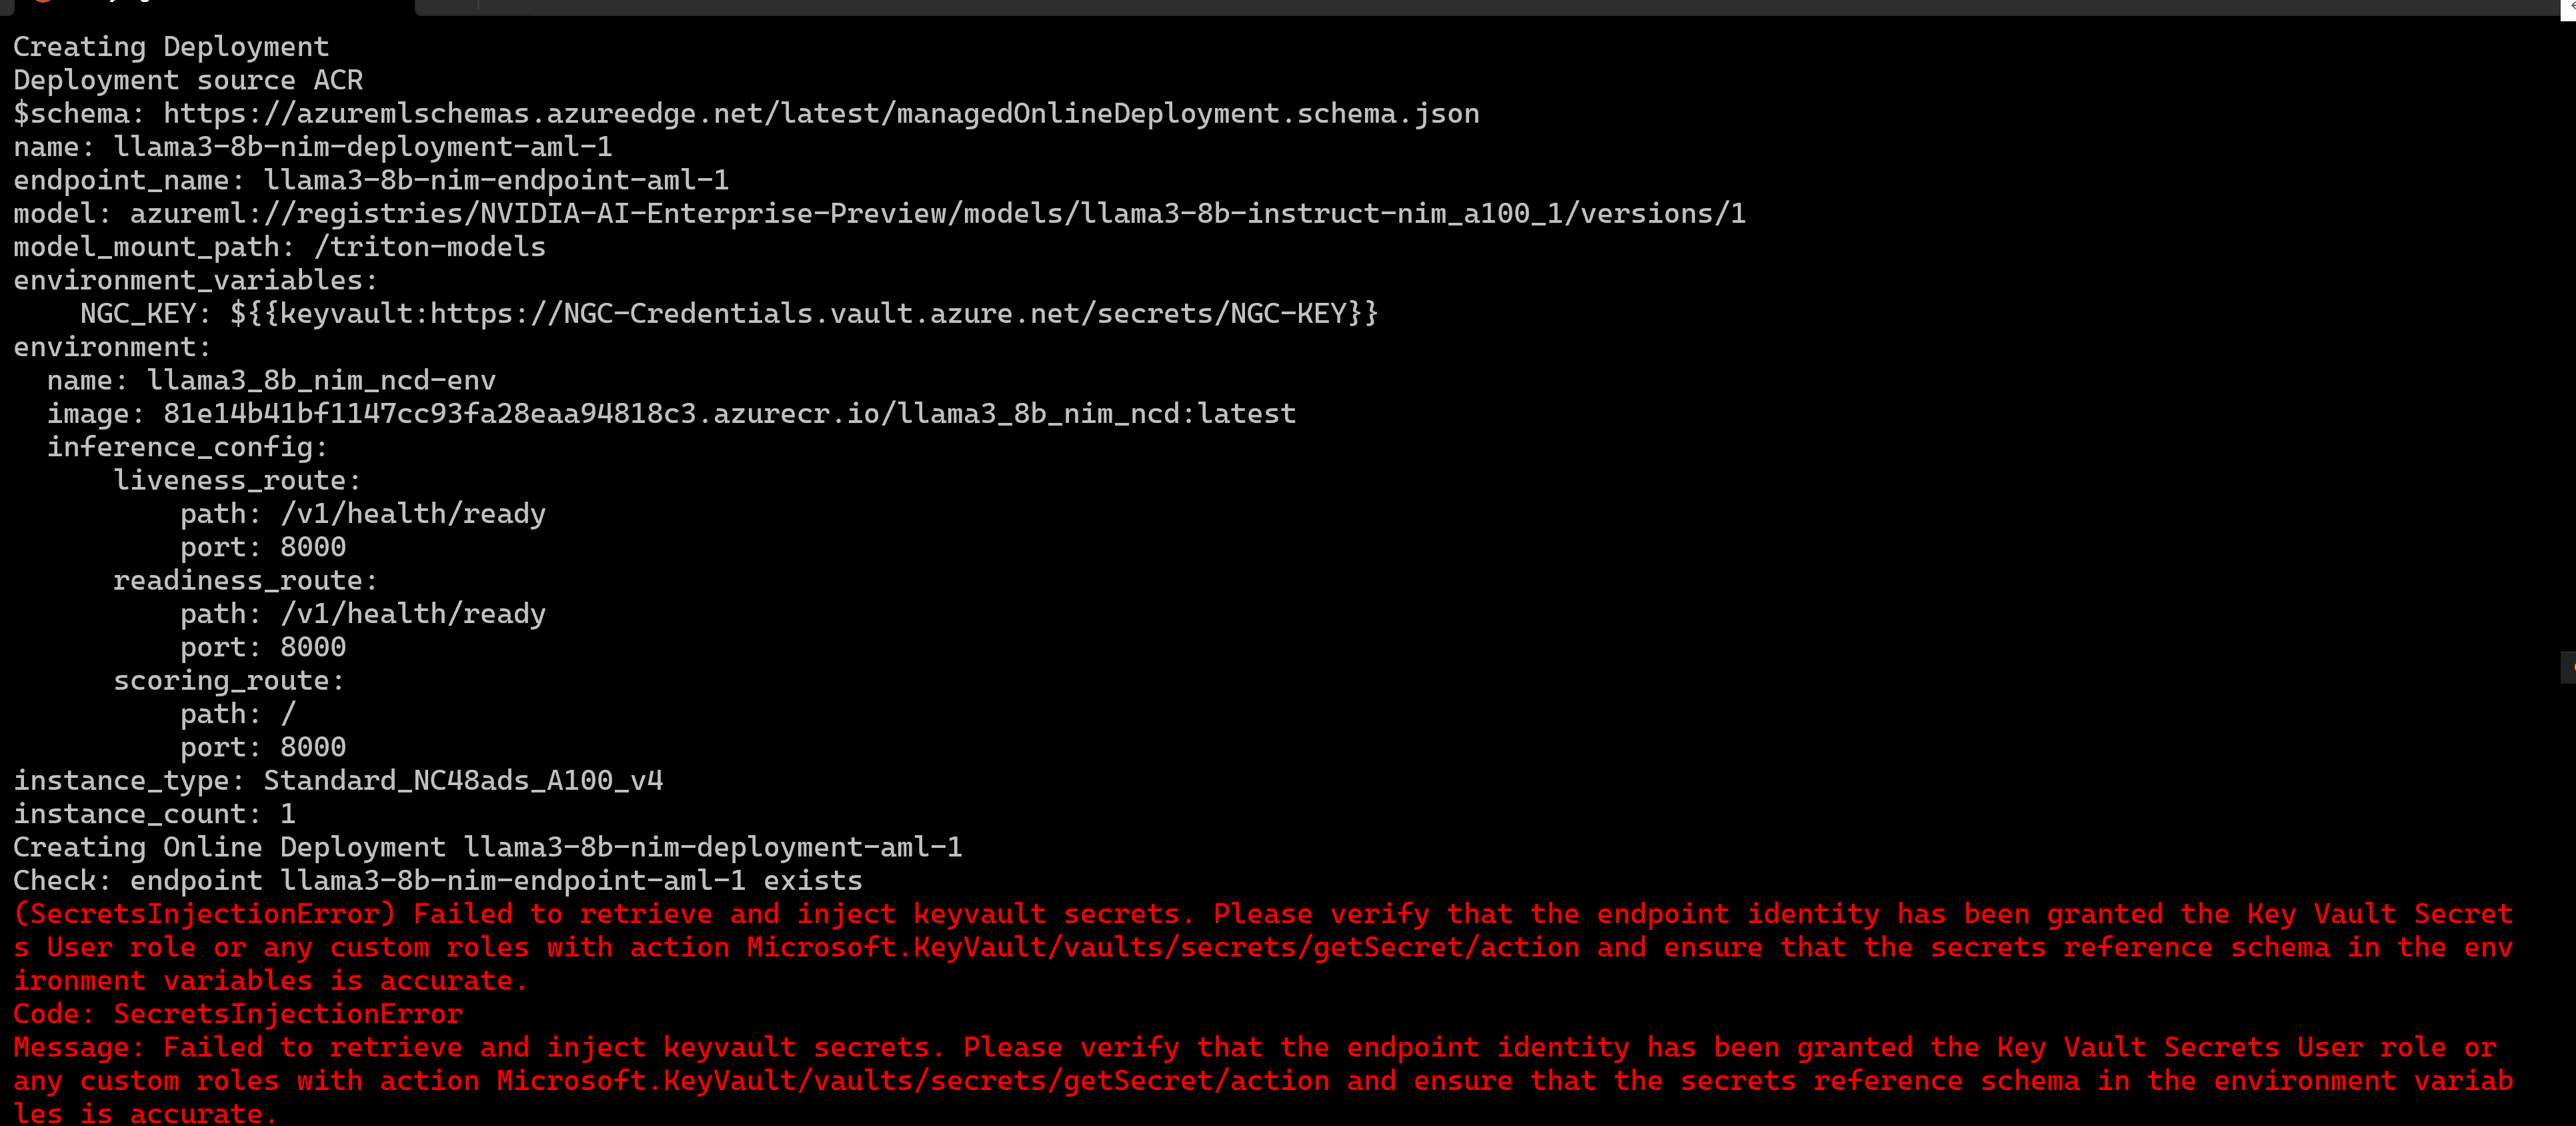 Creating Deployment
Deployment source ACR
$schema: https://azuremlschemas.azureedge.net/latest/managedOnlineDeployment.schema.json
name: llama3-8b-nim-deployment-aml-1
endpoint_name: llama3-8b-nim-endpoint-aml-1
model: azureml://registries/NVIDIA-AI-Enterprise-Preview/models/llama3-8b-instruct-nim_a100_1/versions/1
model_mount_path: /triton-models
environment_variables:
    NGC_KEY: ${{keyvault:https://NGC-Credentials.vault.azure.net/secrets/NGC-KEY}}
environment:
  name: llama3_8b_nim_ncd-env
  image: 81e14b41bf1147cc93fa28eaa94818c3.azurecr.io/llama3_8b_nim_ncd:latest
  inference_config:
      liveness_route:
          path: /v1/health/ready
          port: 8000
      readiness_route:
          path: /v1/health/ready
          port: 8000
      scoring_route:
          path: /
          port: 8000
instance_type: Standard_NC48ads_A100_v4
instance_count: 1
Creating Online Deployment llama3-8b-nim-deployment-aml-1
Check: endpoint llama3-8b-nim-endpoint-aml-1 exists
(SecretsInjectionError) Failed to retrieve and inject keyvault secrets. Please verify that the endpoint identity has been granted the Key Vault Secret
s User role or any custom roles with action Microsoft.KeyVault/vaults/secrets/getSecret/action and ensure that the secrets reference schema in the env
ironment variables is accurate.
Code: SecretsInjectionError
Message: Failed to retrieve and inject keyvault secrets. Please verify that the endpoint identity has been granted the Key Vault Secrets User role or
any custom roles with action Microsoft.KeyVault/vaults/secrets/getSecret/action and ensure that the secrets reference schema in the environment variab
les is accurate.